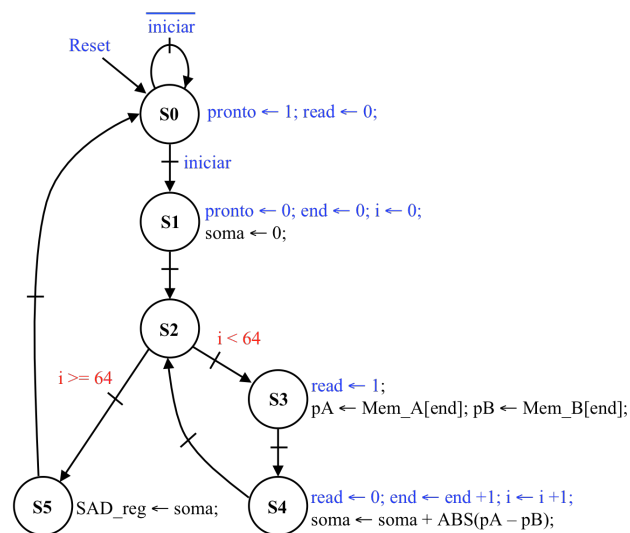 iniciar
Reset
S0
pronto ← 1; read ← 0;
iniciar
S1
pronto ← 0; end ← 0; i ← 0;
soma ← 0;
S2
i < 64
i >= 64
S3
read ← 1;
pA ← Mem_A[end]; pB ← Mem_B[end];
S5
SAD_reg ← soma;
S4
read ← 0; end ← end +1; i ← i +1;
soma ← soma + ABS(pA – pB);